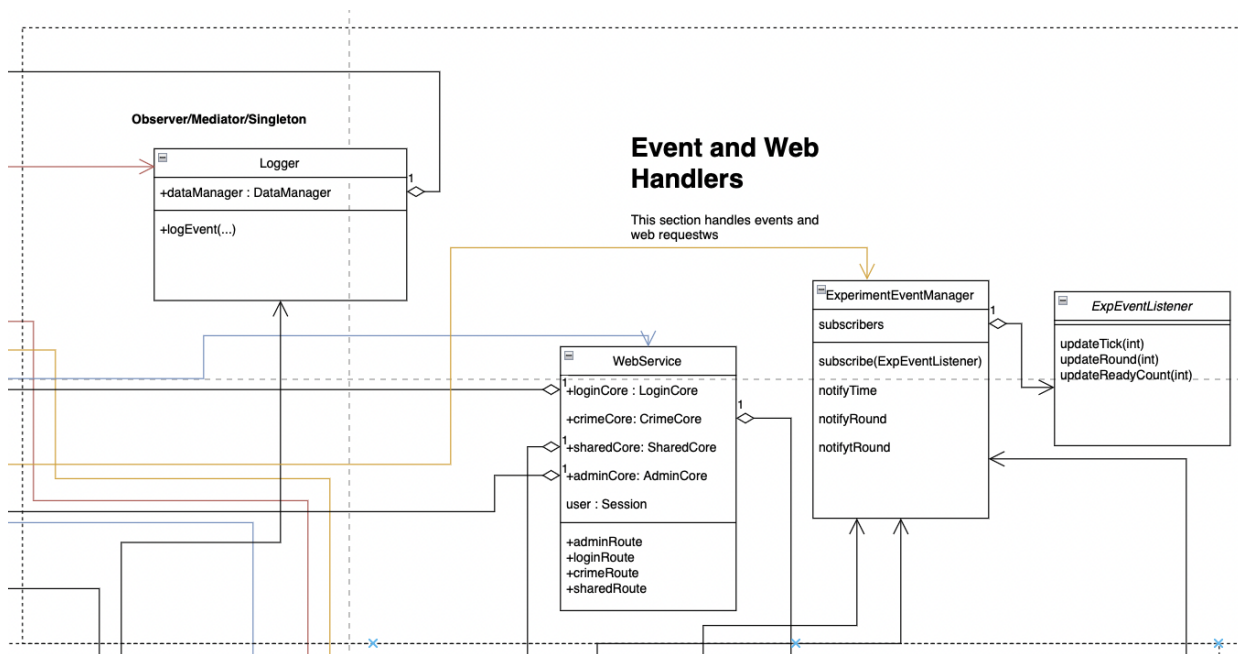 Observer/Mediator/Singleton
Logger
+dataManager : DataManager
1
+logEvent(...)
Event and Web
Handlers
This section handles events and
web requestws
WebService
1
+loginCore : LoginCore
+crimeCore: CrimeCore
1
1
+sharedCore: SharedCore
1
+adminCore: AdminCore
user : Session
+adminRoute
+loginRoute
+crimeRoute
+sharedRoute
ExperimentEventManager
subscribers
1
subscribe(ExpEventListener)
notifyTime
notifyRound
notifytRound
ExpEventListener
updateTick(int)
updateRound(int)
updateReadyCount(int)